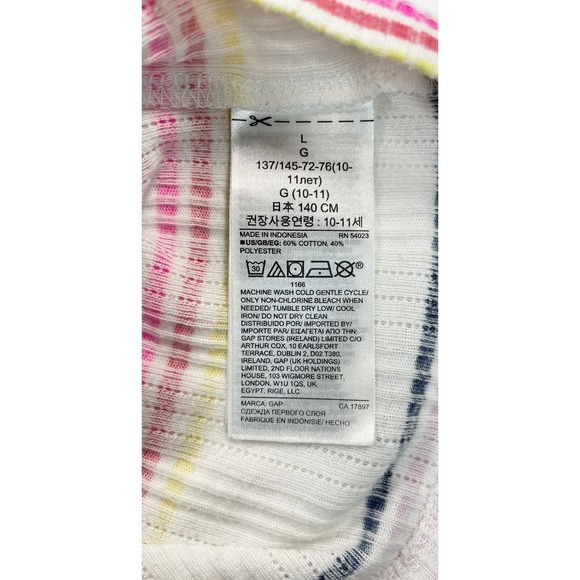 L
G
137/145-72-76(10-
11лет)
G (10-11)
日本 140 CM
권장사용연령 : 10-11세
MADE IN INDONESIA RN 54023
■US/GB/EG: 60% COTTON, 40%
POLYESTER
30 ®
1166
MACHINE WASH COLD GENTLE CYCLE/
ONLY NON-CHLORINE BLEACH WHEN
NEEDED/ TUMBLE DRY LOW/ COOL
IRON/ DO NOT DRY CLEAN
DISTRIBUIDO POR/ IMPORTED BY/
IMPORTE PAR/ ΕΙΣΑΓΕΤΑΙ ΑΠΟ ΤΗΝ:
GAP STORES (IRELAND) LIMITED C/O
ARTHUR COX, 10 EARLSFORT
TERRACE, DUBLIN 2, D02 T380,
IRELAND, GAP (UK HOLDINGS)
LIMITED, 2ND FLOOR NATIONS
HOUSE, 103 WIGMORE STREET,
LONDON, W1U 1QS, UK.
EGYPT. RIGE, LLC
MARCA: GAP CA 17897
ОДЕЖДА ПЕРВОГО СЛОЯ
FABRIQUE EN INDONISIE/ HECHO